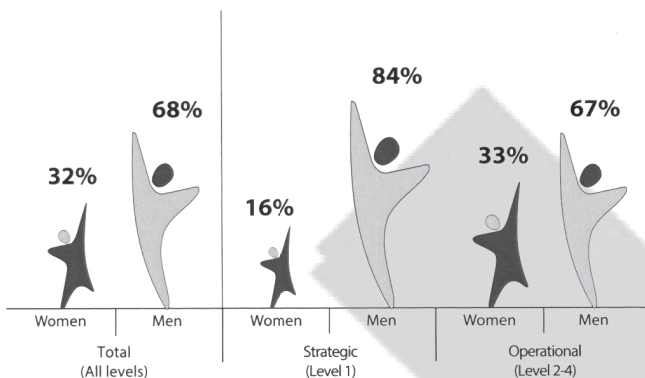 84%
68%
67%
33%
32%
16%
Women Men Women Men Women Men
Total Strategic Operational
(All levels) (Level 1) (Level 2-4)